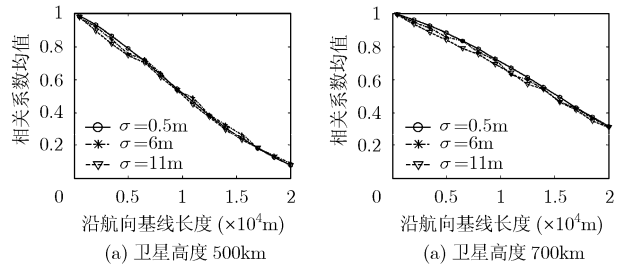 1
0.8
0.6
0.4
0.2
0
相关系数均值
σ=0.5m
σ=6m
σ=11m
0.5 1 1.5 2
沿航向基线长度 (×10⁴m)
(a) 卫星高度 500km
1
0.8
0.6
0.4
0.2
0
相关系数均值
σ=0.5m
σ=6m
σ=11m
0.5 1 1.5 2
沿航向基线长度 (×10⁴m)
(a) 卫星高度 700km